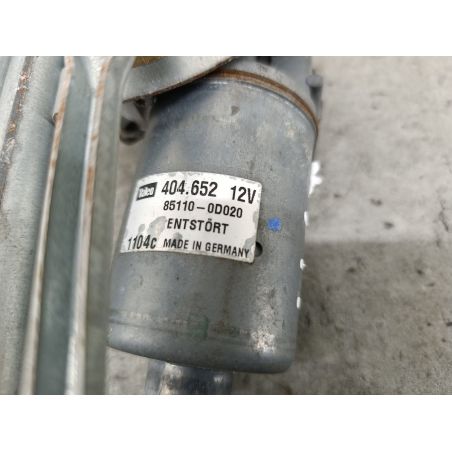 Valeo 404.652 12V
85110-0D020
ENTSTÖRT
1104c MADE IN GERMANY